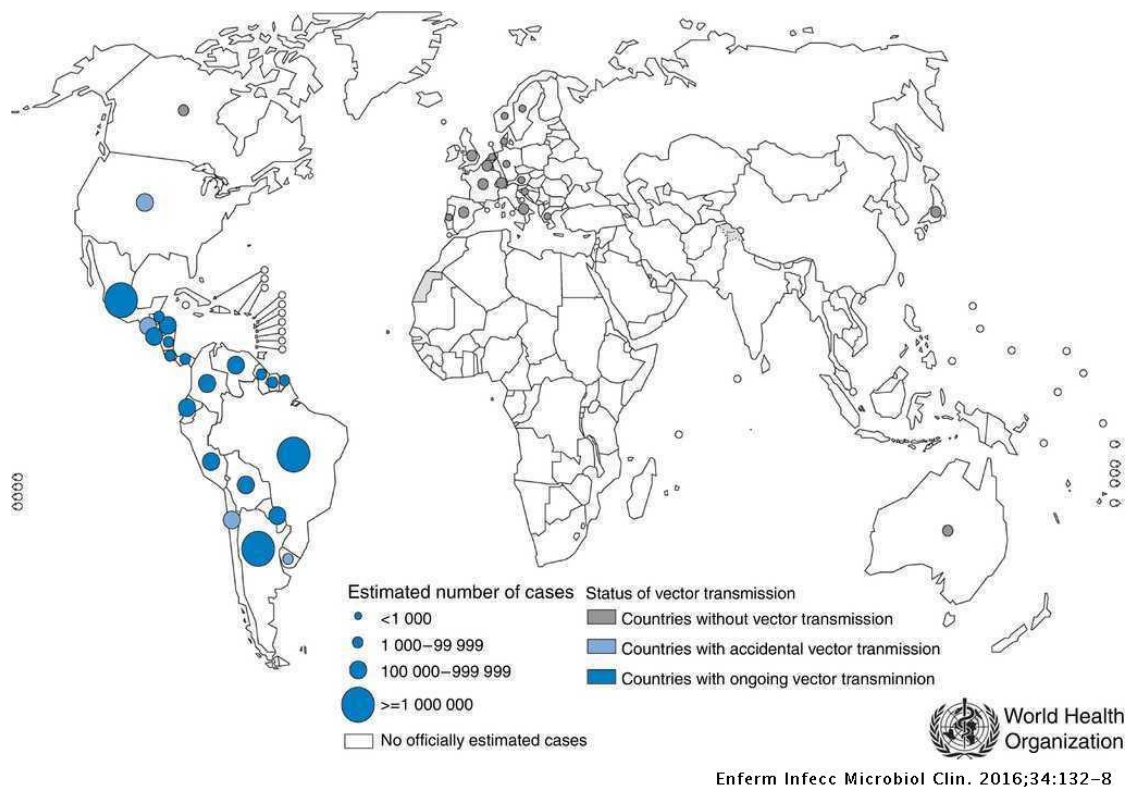 Estimated number of cases
<1 000
1 000–99 999
100 000–999 999
>=1 000 000
No officially estimated cases
Status of vector transmission
Countries without vector transmission
Countries with accidental vector tranmission
Countries with ongoing vector transminnion
World Health
Organization
Enferm Infecc Microbiol Clin. 2016;34:132–8